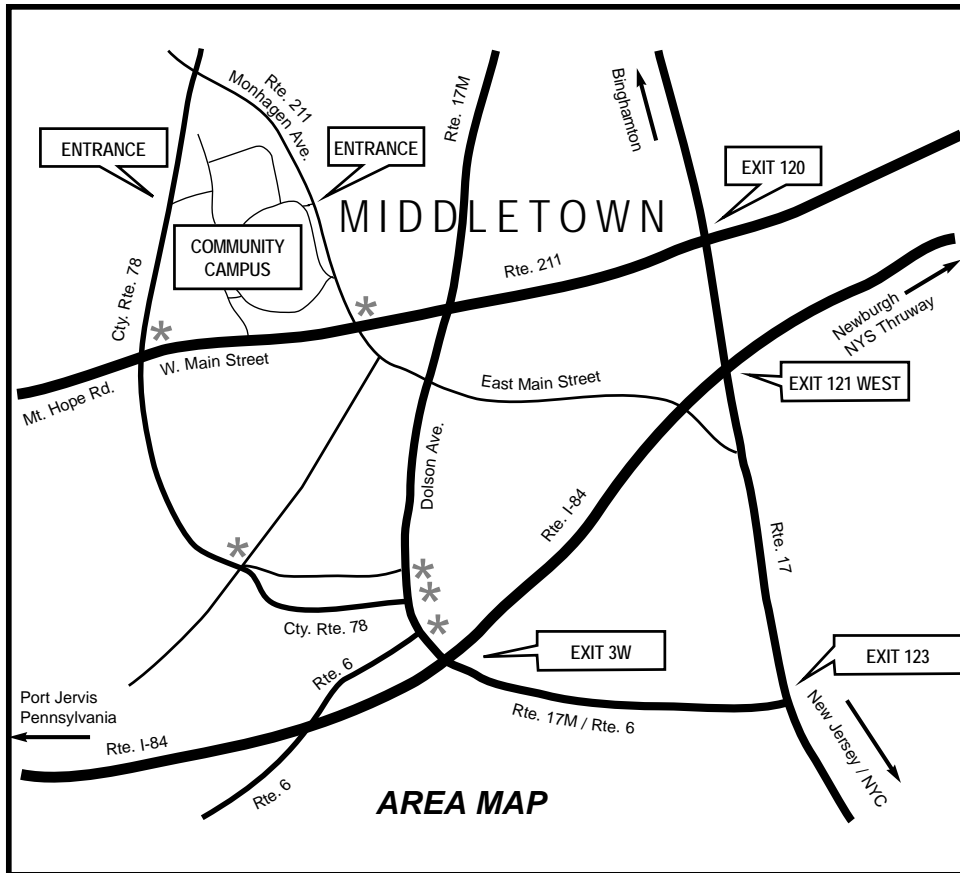 Rte. 211
Monhagen Ave.
Rte. 17M
Binghamton
ENTRANCE
ENTRANCE
EXIT 120
MIDDLETOWN
COMMUNITY
CAMPUS
Cty. Rte. 78
Rte. 211
Newburgh
NYS Thruway
W. Main Street
Mt. Hope Rd.
East Main Street
EXIT 121 WEST
Dolson Ave.
Rte. I-84
Rte. 17
*
*
*
*
*
*
Cty. Rte. 78
EXIT 3W
EXIT 123
Rte. 6
Port Jervis
Pennsylvania
Rte. 17M / Rte. 6
New Jersey / NYC
Rte. I-84
Rte. 6
AREA MAP